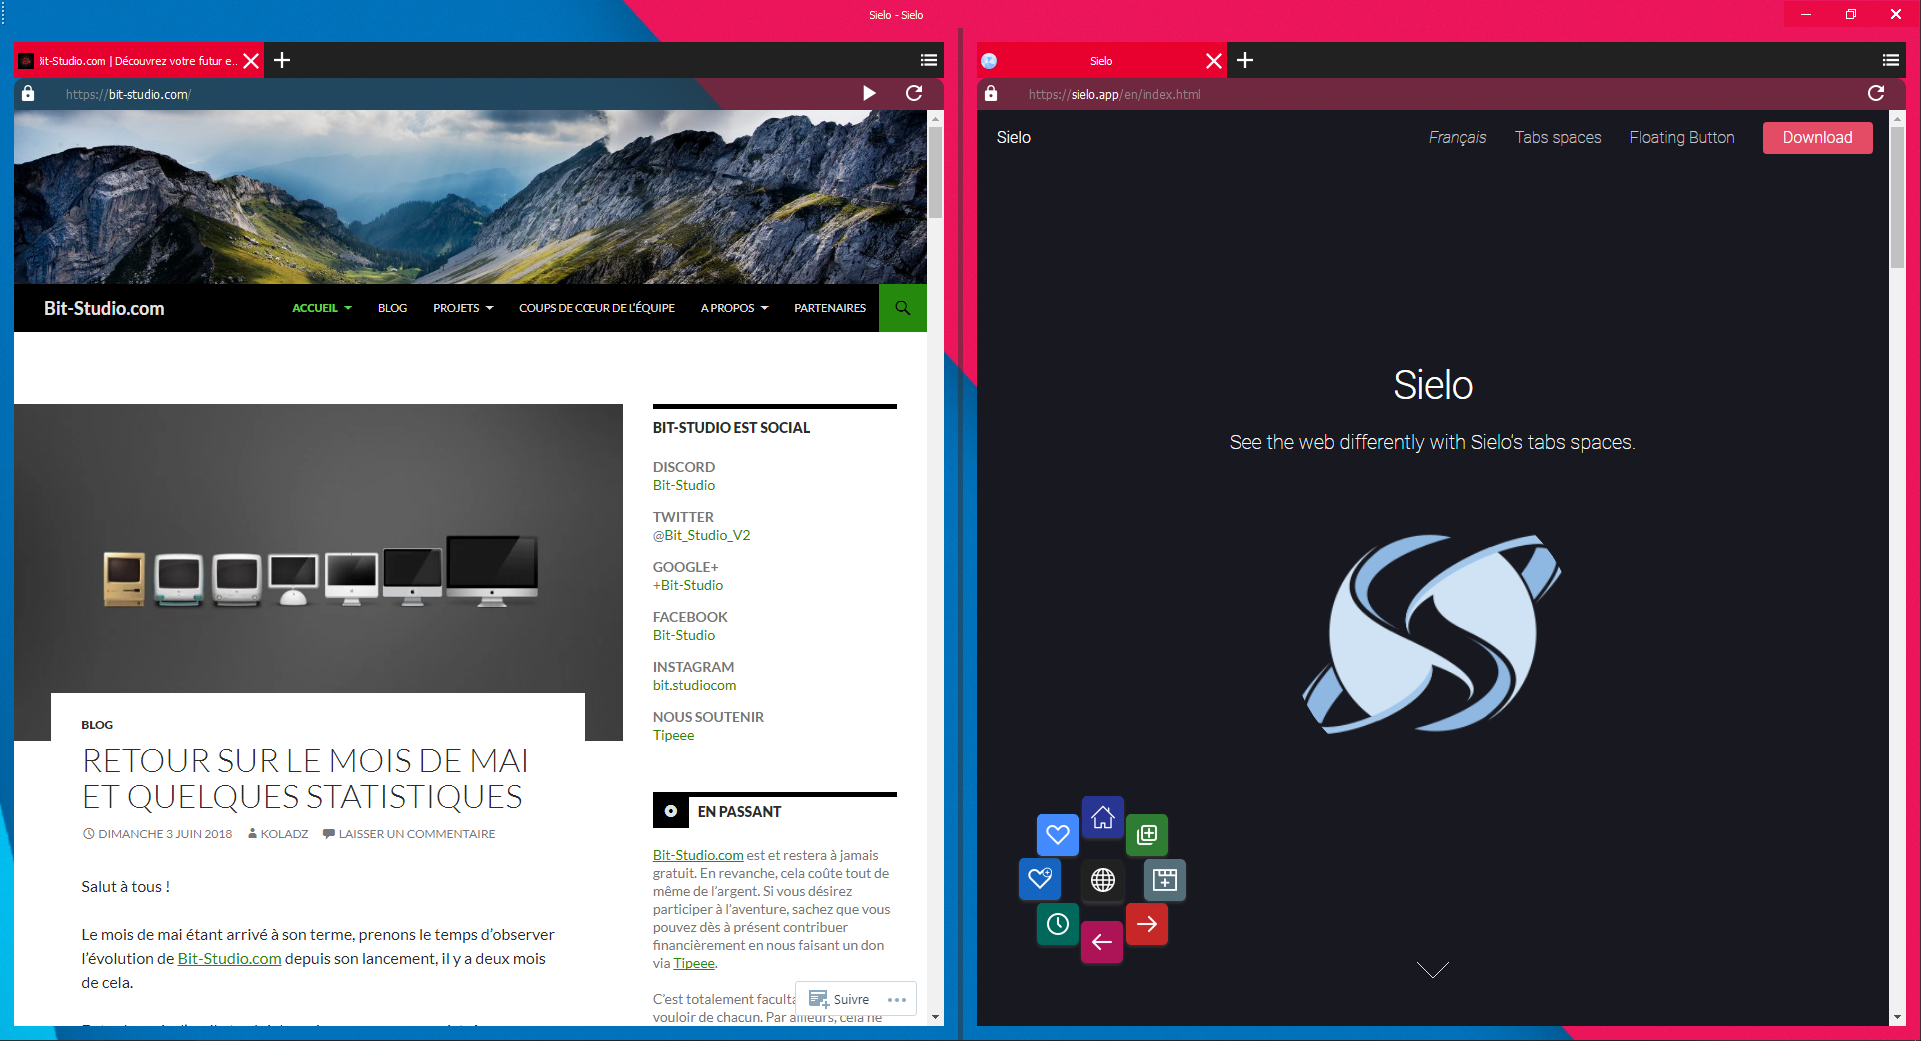 Sielo - Sielo
Bit-Studio.com | Découvrez votre futur e..
https://bit-studio.com/
Bit-Studio.com
ACCUEIL
BLOG
PROJETS
COUPS DE CŒUR DE L'ÉQUIPE
A PROPOS
PARTENAIRES
BLOG
RETOUR SUR LE MOIS DE MAI
ET QUELQUES STATISTIQUES
DIMANCHE 3 JUIN 2018 KOLADZ LAISSER UN COMMENTAIRE
Salut à tous !
Le mois de mai étant arrivé à son terme, prenons le temps d'observer
l'évolution de Bit-Studio.com depuis son lancement, il y a deux mois
de cela.
BIT-STUDIO EST SOCIAL
DISCORD
Bit-Studio
TWITTER
@Bit_Studio_V2
GOOGLE+
+Bit-Studio
FACEBOOK
Bit-Studio
INSTAGRAM
bit.studiocom
NOUS SOUTENIR
Tipeee
EN PASSANT
Bit-Studio.com est et restera à jamais
gratuit. En revanche, cela coûte tout de
même de l'argent. Si vous désirez
participer à l'aventure, sachez que vous
pouvez dès à présent contribuer
financièrement en nous faisant un don
via Tipeee.
C'est totalement faculta
vouloir de chacun. Par ailleurs, cela ne
Suivre
Sielo
https://sielo.app/en/index.html
Sielo
Français
Tabs spaces
Floating Button
Download
Sielo
See the web differently with Sielo's tabs spaces.